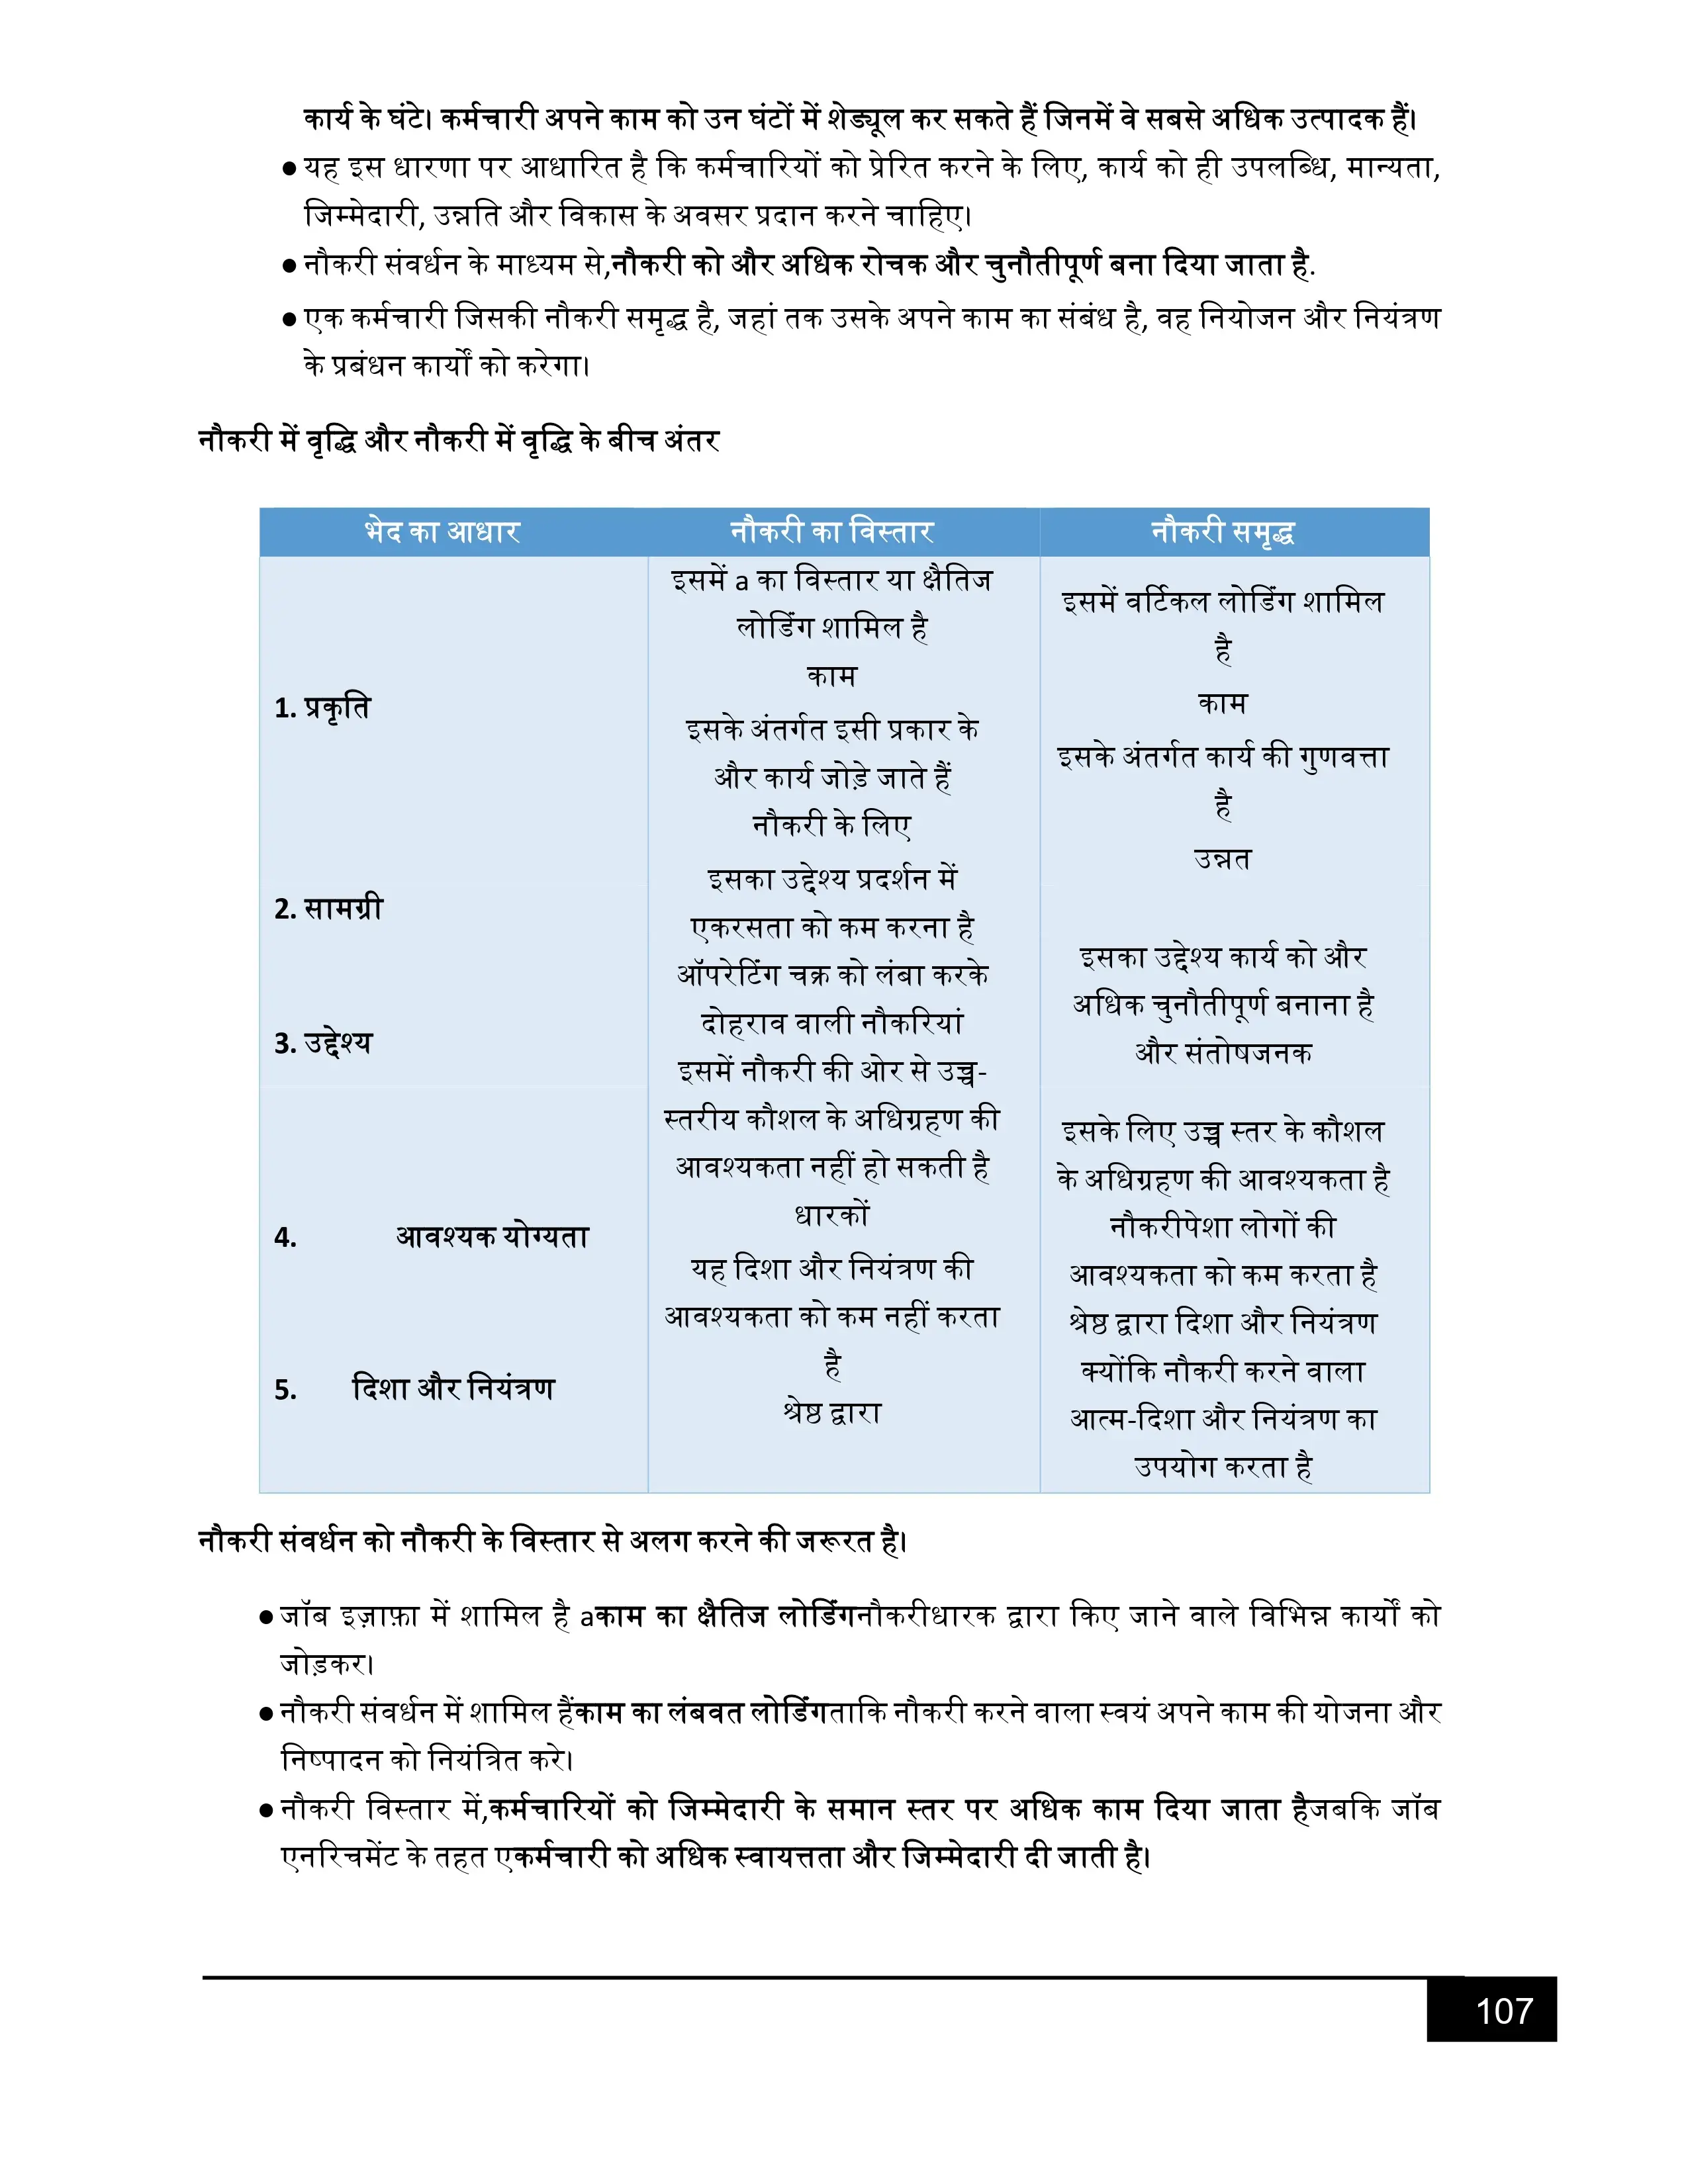 कार्य के घंटे। कर्मचारी अपने काम को उन घंटों में शेड्यूल कर सकते हैं जिनमें वे सबसे अधिक उत्पादक हैं।
● यह इस धारणा पर आधारित है कि कर्मचारियों को प्रेरित करने के लिए, कार्य को ही उपलब्धि, मान्यता,
जिम्मेदारी, उन्नति और विकास के अवसर प्रदान करने चाहिए।
● नौकरी संवर्धन के माध्यम से,नौकरी को और अधिक रोचक और चुनौतीपूर्ण बना दिया जाता है.
● एक कर्मचारी जिसकी नौकरी समृद्ध है, जहां तक उसके अपने काम का संबंध है, वह नियोजन और नियंत्रण
के प्रबंधन कार्यों को करेगा।
नौकरी में वृद्धि और नौकरी में वृद्धि के बीच अंतर
भेद का आधार
नौकरी का विस्तार
नौकरी समृद्ध
1. प्रकृति
2. सामग्री
3. उद्देश्य
4. आवश्यक योग्यता
5. दिशा और नियंत्रण
इसमें a का विस्तार या क्षैतिज
लोडिंग शामिल है
काम
इसके अंतर्गत इसी प्रकार के
और कार्य जोड़े जाते हैं
नौकरी के लिए
इसका उद्देश्य प्रदर्शन में
एकरसता को कम करना है
ऑपरेटिंग चक्र को लंबा करके
दोहराव वाली नौकरियां
इसमें नौकरी की ओर से उच्च-
स्तरीय कौशल के अधिग्रहण की
आवश्यकता नहीं हो सकती है
धारकों
यह दिशा और नियंत्रण की
आवश्यकता को कम नहीं करता
है
श्रेष्ठ द्वारा
इसमें वर्टिकल लोडिंग शामिल
है
काम
इसके अंतर्गत कार्य की गुणवत्ता
है
उन्नत
इसका उद्देश्य कार्य को और
अधिक चुनौतीपूर्ण बनाना है
और संतोषजनक
इसके लिए उच्च स्तर के कौशल
के अधिग्रहण की आवश्यकता है
नौकरीपेशा लोगों की
आवश्यकता को कम करता है
श्रेष्ठ द्वारा दिशा और नियंत्रण
क्योंकि नौकरी करने वाला
आत्म-दिशा और नियंत्रण का
उपयोग करता है
नौकरी संवर्धन को नौकरी के विस्तार से अलग करने की जरूरत है।
● जॉब इज़ाफ़ा में शामिल है aकाम का क्षैतिज लोडिंगनौकरीधारक द्वारा किए जाने वाले विभिन्न कार्यों को
जोड़कर।
● नौकरी संवर्धन में शामिल हैंकाम का लंबवत लोडिंगताकि नौकरी करने वाला स्वयं अपने काम की योजना और
निष्पादन को नियंत्रित करे।
● नौकरी विस्तार में,कर्मचारियों को जिम्मेदारी के समान स्तर पर अधिक काम दिया जाता हैजबकि जॉब
एनरिचमेंट के तहत एकर्मचारी को अधिक स्वायत्तता और जिम्मेदारी दी जाती है।
107